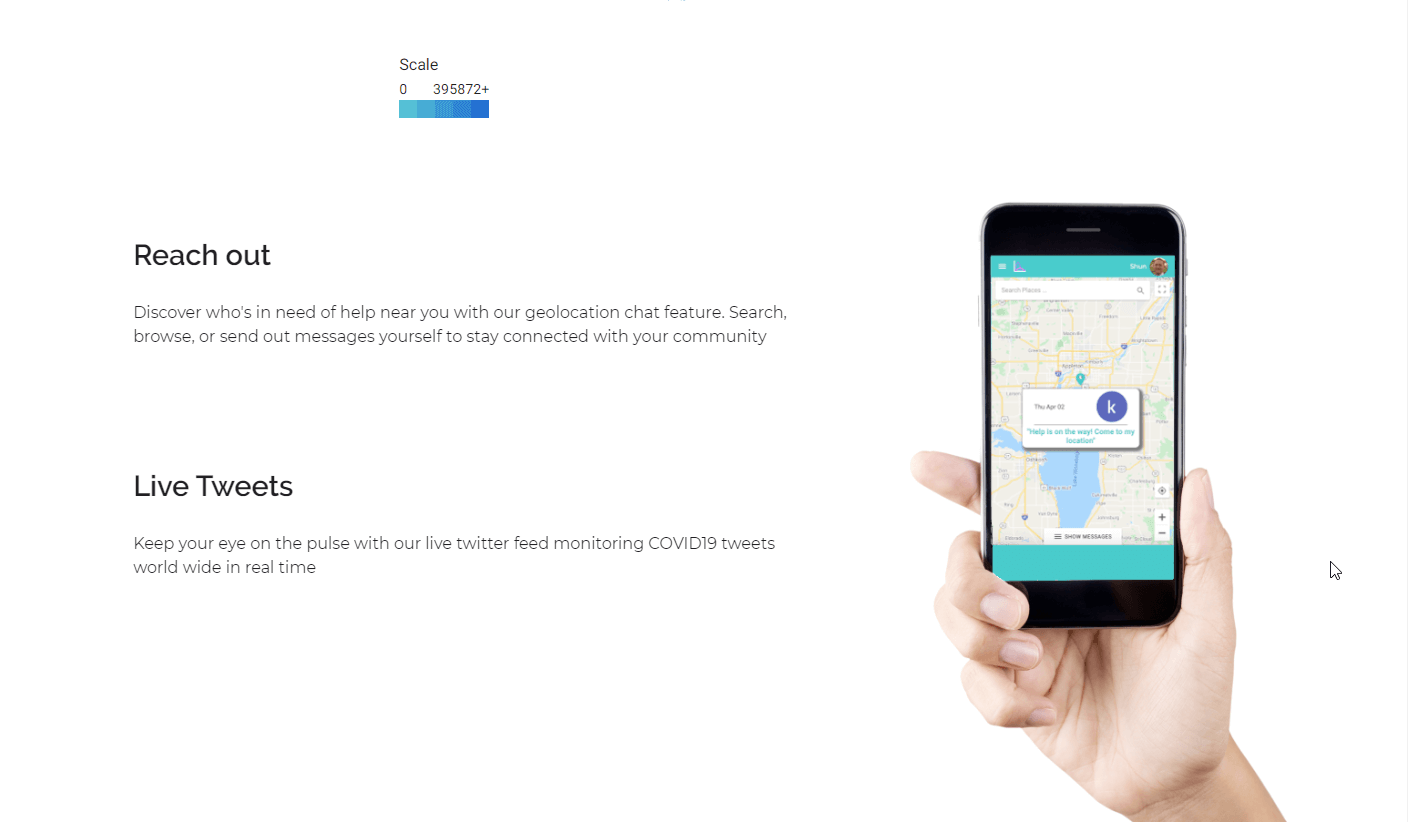 Scale
0 395872+
Reach out
Discover who's in need of help near you with our geolocation chat feature. Search,
browse, or send out messages yourself to stay connected with your community
Live Tweets
Keep your eye on the pulse with our live twitter feed monitoring COVID19 tweets
world wide in real time
Shun
Search Places ...
Appleton
Thu Apr 02
k
"Help is on the way! Come to my
location"
SHOW MESSAGES